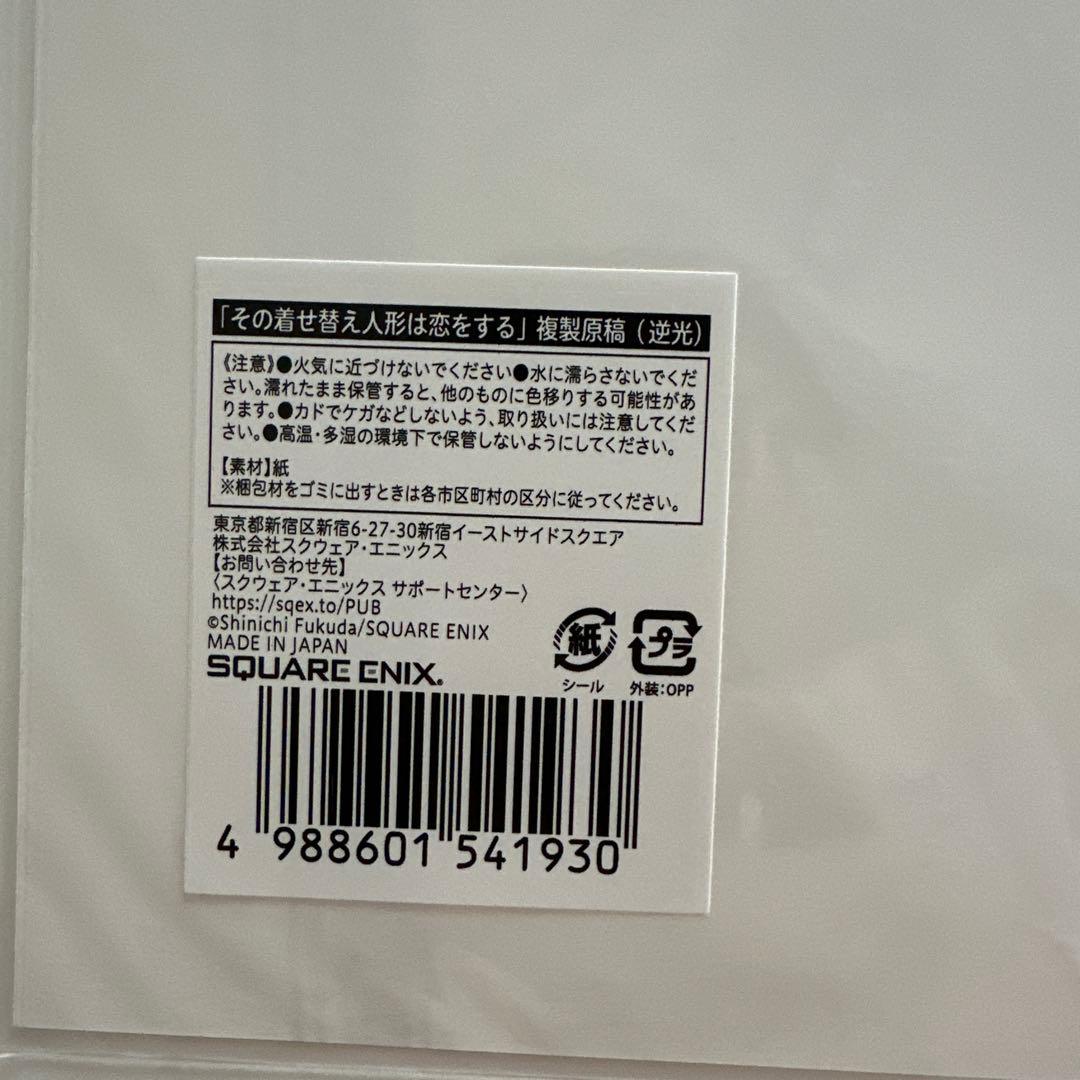 「その着せ替え人形は恋をする」複製原稿（逆光）
《注意》●火気に近づけないでください●水に濡らさないでくだ
さい。濡れたまま保管すると、他のものに色移りする可能性があ
ります。●カドでケガなどしないよう、取り扱いには注意してくだ
さい。●高温・多湿の環境下で保管しないようにしてください。
【素材】紙
※梱包材をゴミに出すときは各市区町村の区分に従ってください。
東京都新宿区新宿6-27-30新宿イーストサイドスクエア
株式会社スクウェア・エニックス
【お問い合わせ先】
〈スクウェア・エニックス サポートセンター〉
https://sqex.to/PUB
©Shinichi Fukuda/SQUARE ENIX
MADE IN JAPAN
SQUARE ENIX®
紙
シール
プラ
外装:OPP
4 988601 541930